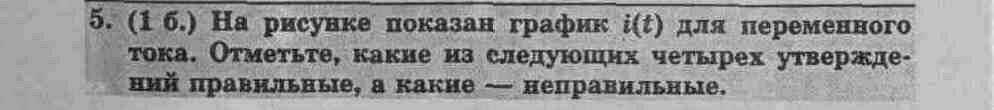 5. (1 б.) На рисунке показан график i(t) для переменного
тока. Отметьте, какие из следующих четырех утвержде-
ний правильные, а какие — неправильные.